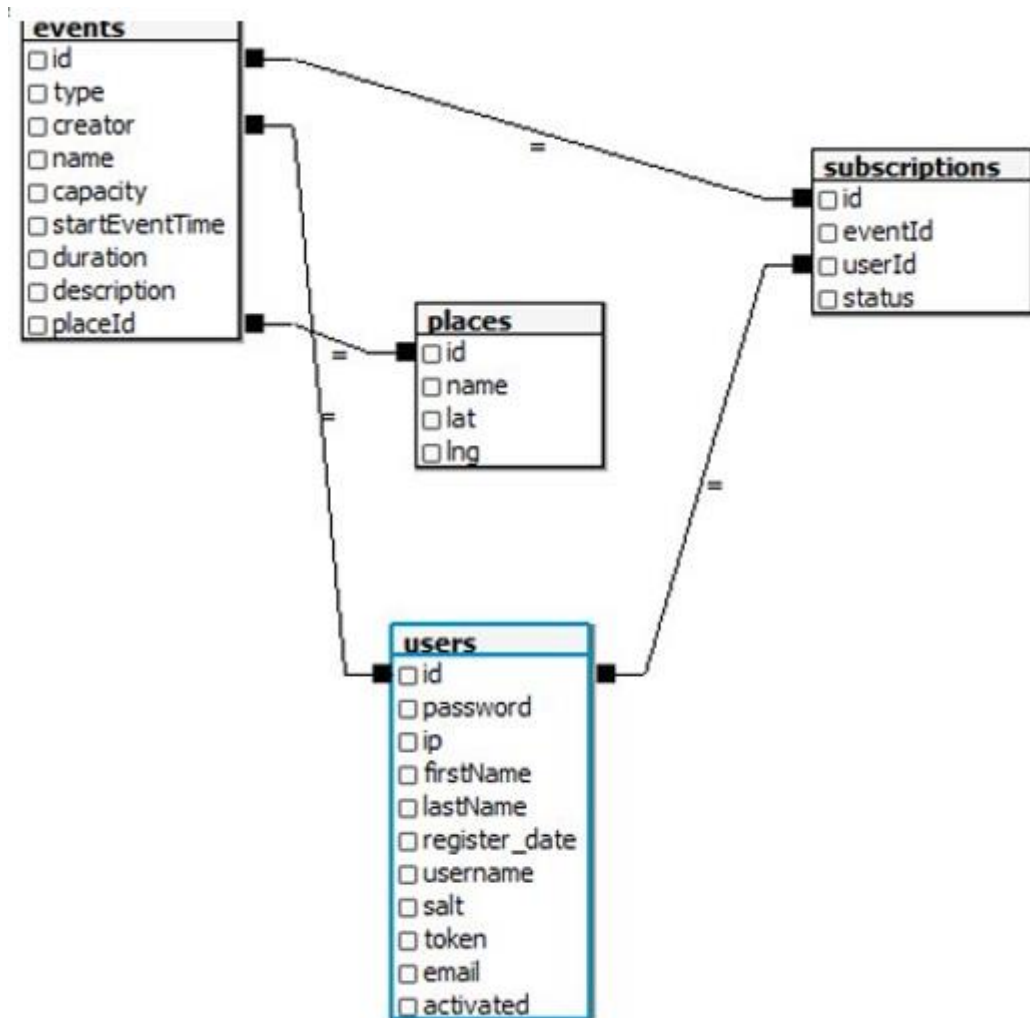 events
id
type
creator
name
capacity
startEventTime
duration
description
placeId
=
=
=
subscriptions
id
eventId
userId
status
places
id
name
lat
lng
=
users
id
password
ip
firstName
lastName
register_date
username
salt
token
email
activated